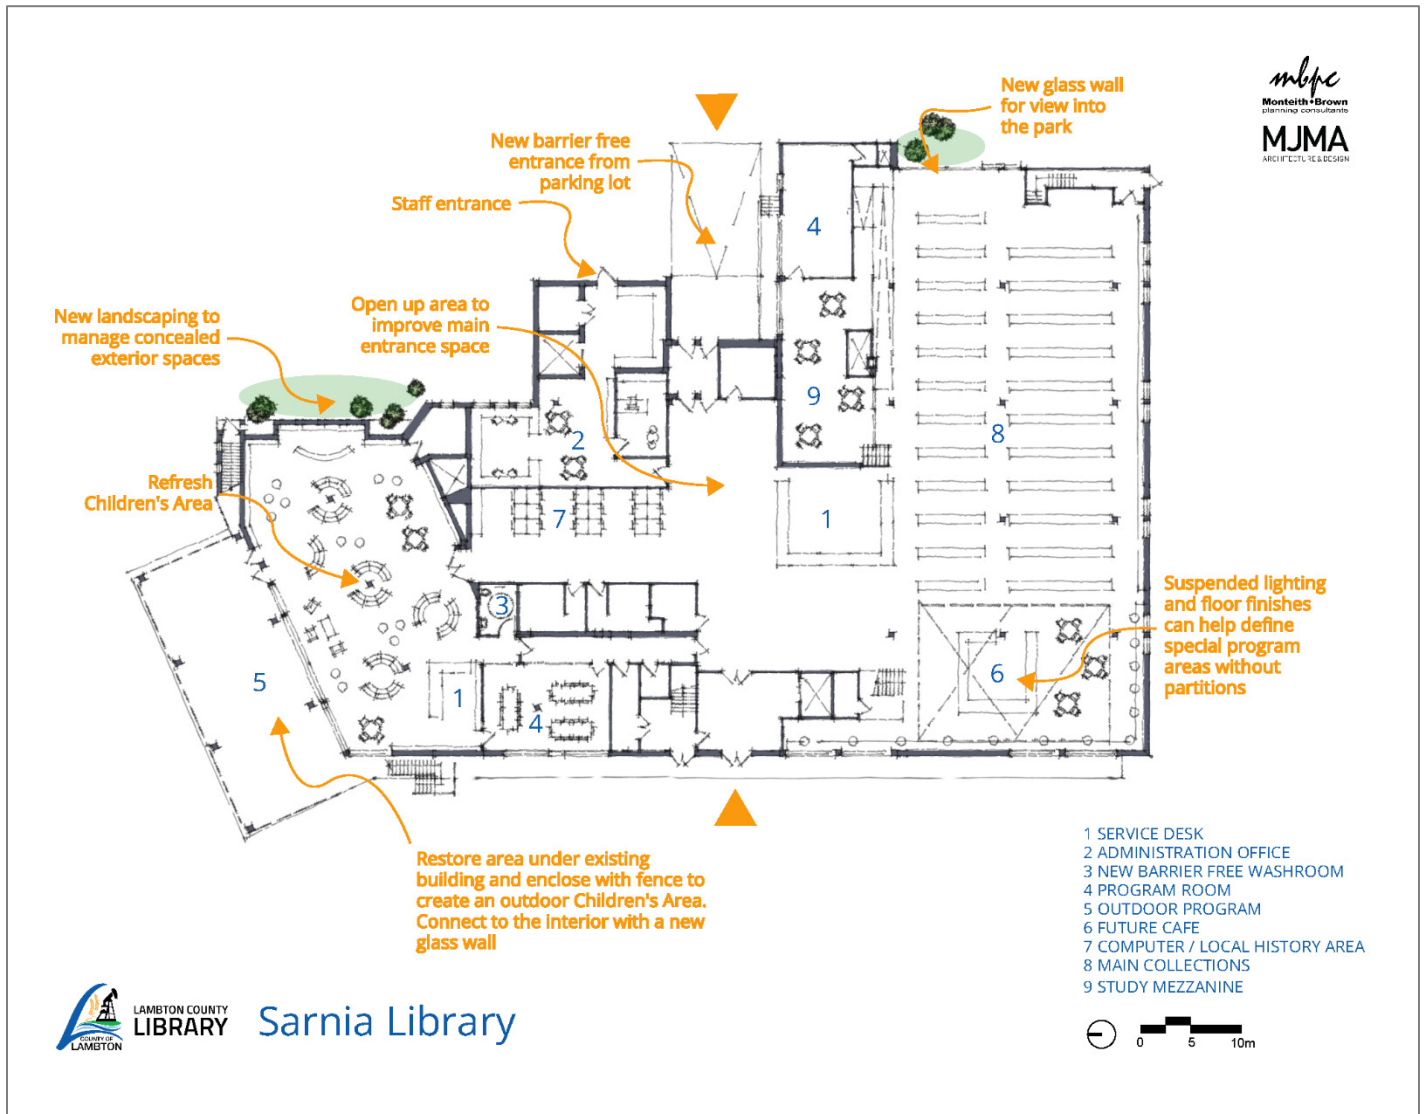 mbpc
Monteith+Brown
planning consultants
MJMA
ARCHITECTURE & DESIGN
New glass wall
for view into
the park
New barrier free
entrance from
parking lot
Staff entrance
Open up area to
improve main
entrance space
New landscaping to
manage concealed
exterior spaces
Refresh
Children's Area
4
9
8
2
7
1
3
5
1
4
6
Suspended lighting
and floor finishes
can help define
special program
areas without
partitions
Restore area under existing
building and enclose with fence to
create an outdoor Children's Area.
Connect to the interior with a new
glass wall
1 SERVICE DESK
2 ADMINISTRATION OFFICE
3 NEW BARRIER FREE WASHROOM
4 PROGRAM ROOM
5 OUTDOOR PROGRAM
6 FUTURE CAFE
7 COMPUTER / LOCAL HISTORY AREA
8 MAIN COLLECTIONS
9 STUDY MEZZANINE
0 5 10m
COUNTY OF
LAMBTON
LAMBTON COUNTY
LIBRARY
Sarnia Library